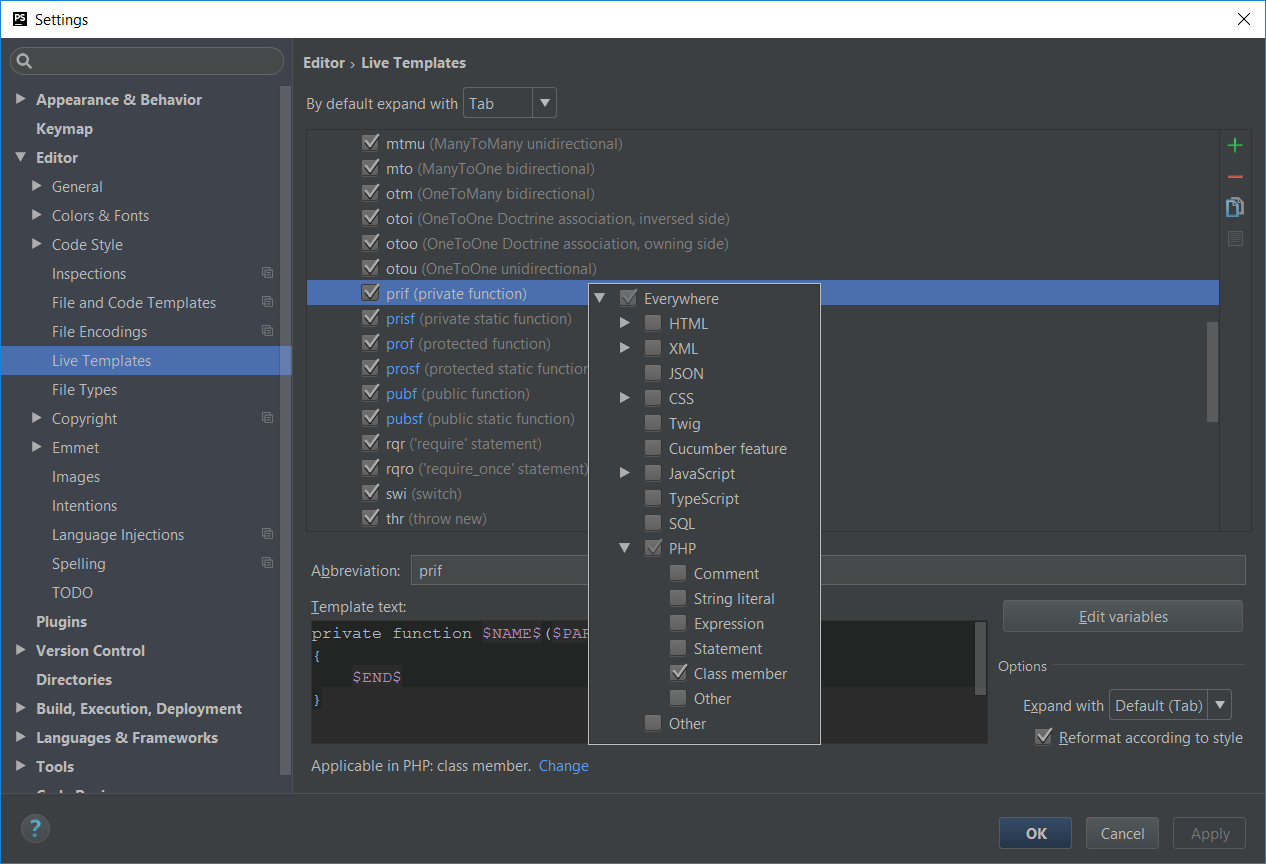 PS Settings
Editor › Live Templates
By default expand with Tab
Appearance & Behavior
Keymap
Editor
General
Colors & Fonts
Code Style
Inspections
File and Code Templates
File Encodings
Live Templates
File Types
Copyright
Emmet
Images
Intentions
Language Injections
Spelling
TODO
Plugins
Version Control
Directories
Build, Execution, Deployment
Languages & Frameworks
Tools
mtmu (ManyToMany unidirectional)
mto (ManyToOne bidirectional)
otm (OneToMany bidirectional)
otoi (OneToOne Doctrine association, inversed side)
otoo (OneToOne Doctrine association, owning side)
otou (OneToOne unidirectional)
prif (private function)
prisf (private static function)
prof (protected function)
prosf (protected static function
pubf (public function)
pubsf (public static function)
rqr ('require' statement)
rqro ('require_once' statement)
swi (switch)
thr (throw new)
Everywhere
HTML
XML
JSON
CSS
Twig
Cucumber feature
JavaScript
TypeScript
SQL
PHP
Comment
String literal
Expression
Statement
Class member
Other
Other
Abbreviation: prif
Template text:
private function $NAME$($PAR
{
$END$
}
Edit variables
Options
Expand with Default (Tab)
Reformat according to style
Applicable in PHP: class member. Change
?
OK
Cancel
Apply